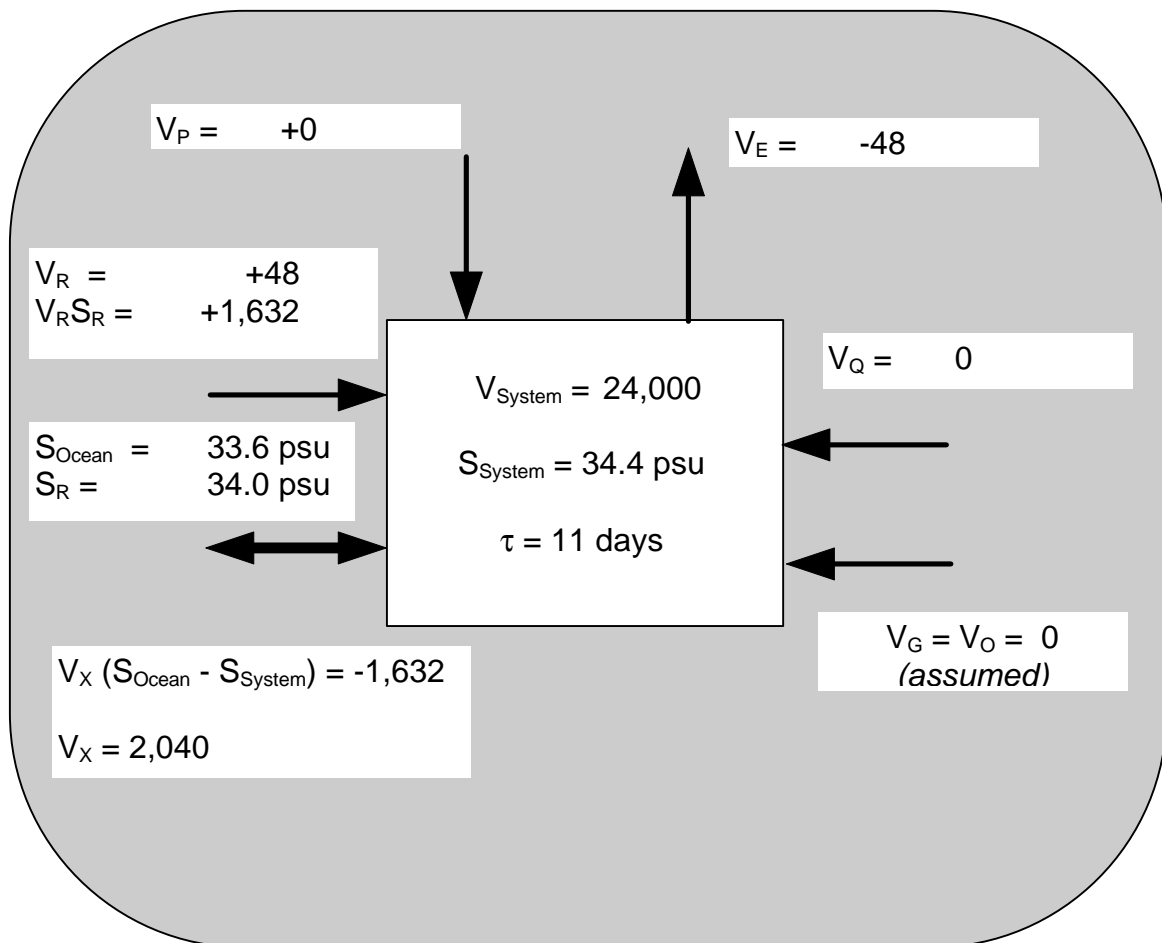 V_P = +0
V_E = -48
V_R = +48
V_RS_R = +1,632
S_Ocean = 33.6 psu
S_R = 34.0 psu
V_System = 24,000
S_System = 34.4 psu
τ = 11 days
V_Q = 0
V_G = V_O = 0
(assumed)
V_X (S_Ocean - S_System) = -1,632
V_X = 2,040